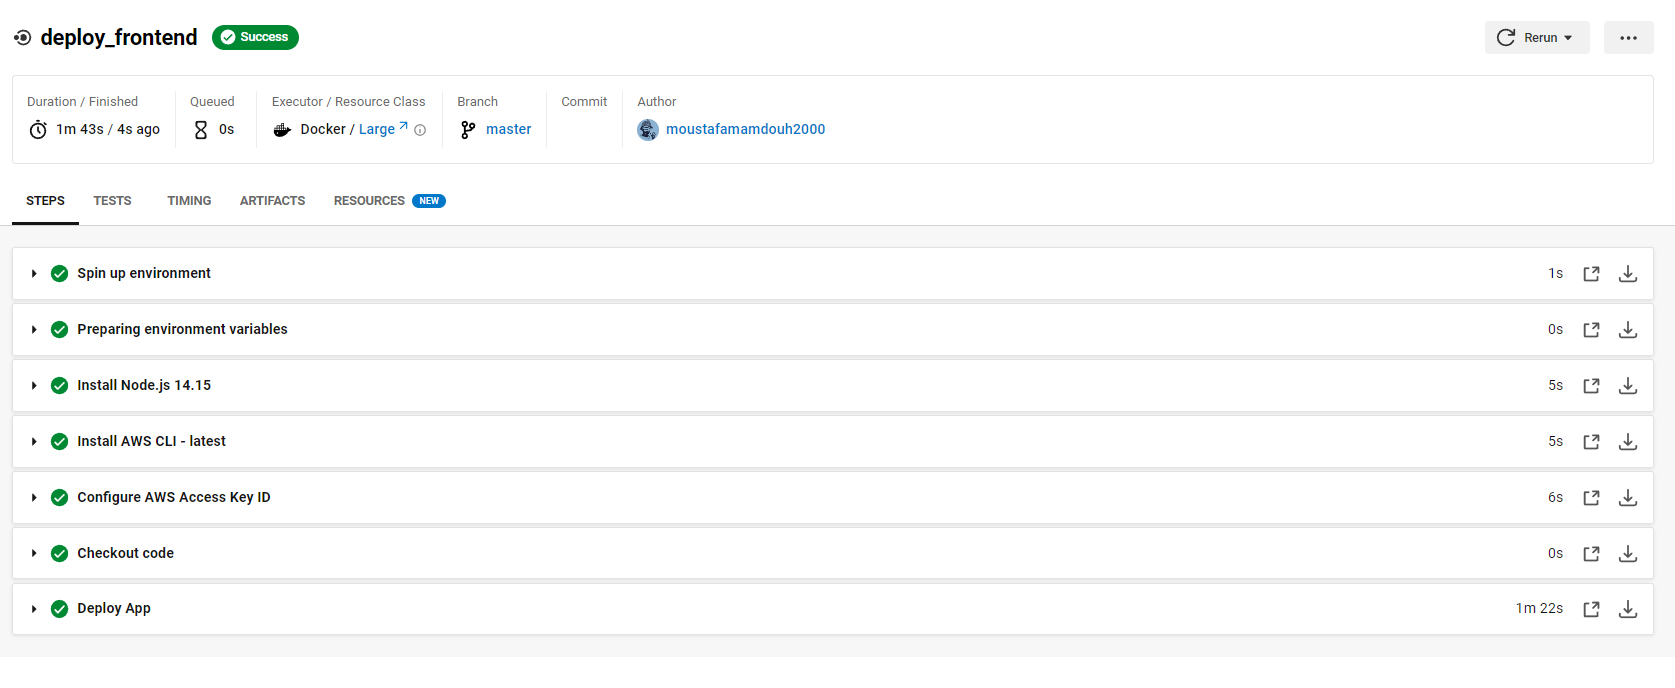 deploy_frontend Success Rerun
Duration / Finished Queued Executor / Resource Class Branch Commit Author
1m 43s / 4s ago 0s Docker / Large master moustafamamdouh2000
STEPS TESTS TIMING ARTIFACTS RESOURCES NEW
Spin up environment 1s
Preparing environment variables 0s
Install Node.js 14.15 5s
Install AWS CLI - latest 5s
Configure AWS Access Key ID 6s
Checkout code 0s
Deploy App 1m 22s